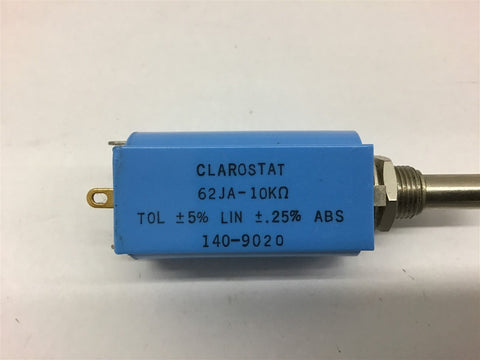 CLAROSTAT
62JA-10KΩ
TOL ±5% LIN ±.25% ABS
140-9020